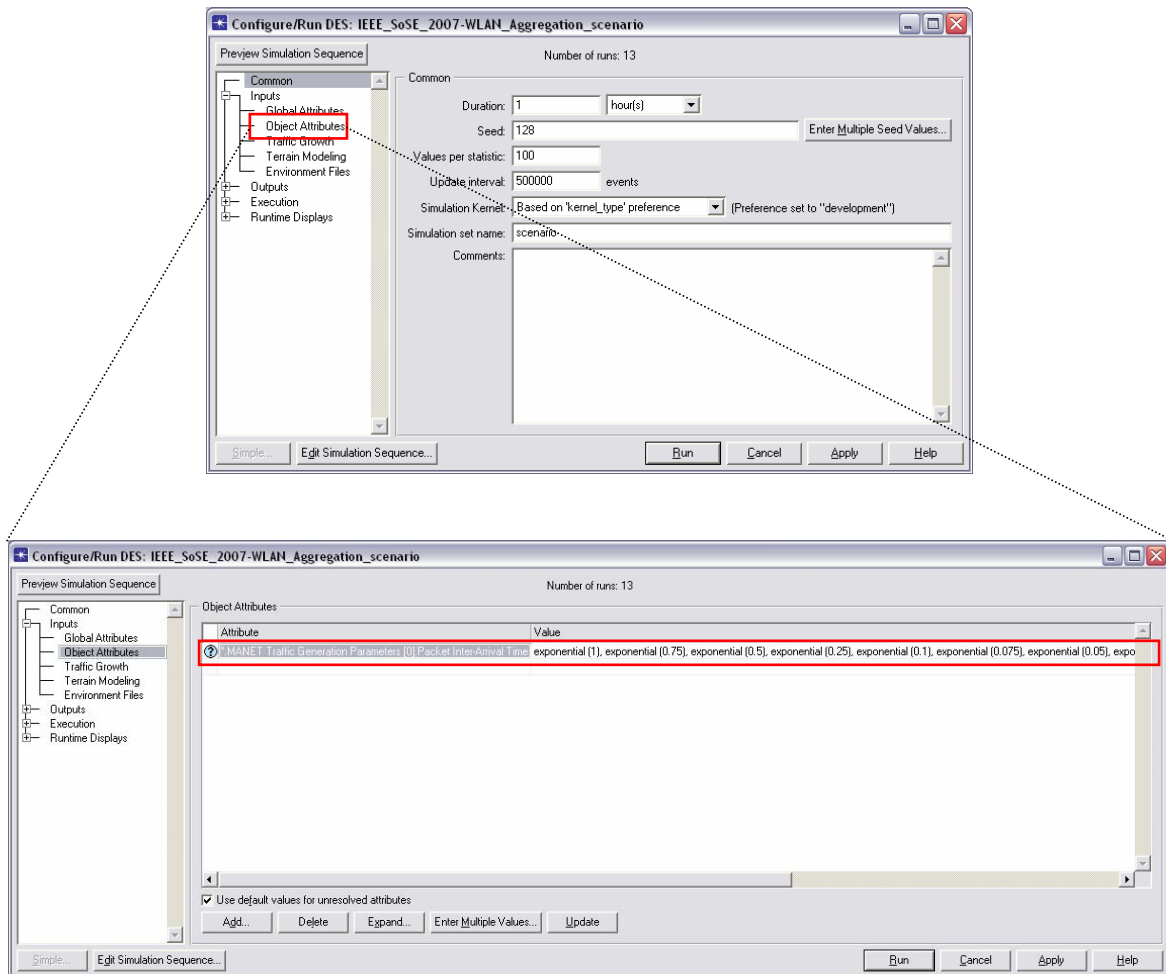 Configure/Run DES: IEEE_SoSE_2007-WLAN_Aggregation_scenario
Preview Simulation Sequence
Number of runs: 13
Common
Inputs
Global Attributes
Object Attributes
Traffic Growth
Terrain Modeling
Environment Files
Outputs
Execution
Runtime Displays
Common
Duration: 1 hour(s)
Seed: 128 Enter Multiple Seed Values...
Values per statistic: 100
Update interval: 500000 events
Simulation Kernel: Based on 'kernel_type' preference (Preference set to "development")
Simulation set name: scenario
Comments:
Simple... Edit Simulation Sequence... Run Cancel Apply Help
Configure/Run DES: IEEE_SoSE_2007-WLAN_Aggregation_scenario
Preview Simulation Sequence
Number of runs: 13
Common
Inputs
Global Attributes
Object Attributes
Traffic Growth
Terrain Modeling
Environment Files
Outputs
Execution
Runtime Displays
Object Attributes
Attribute Value
*.MANET Traffic Generation Parameters [0].Packet Inter-Arrival Time exponential (1), exponential (0.75), exponential (0.5), exponential (0.25), exponential (0.1), exponential (0.075), exponential (0.05), expo
Use default values for unresolved attributes
Add... Delete Expand... Enter Multiple Values... Update
Simple... Edit Simulation Sequence... Run Cancel Apply Help